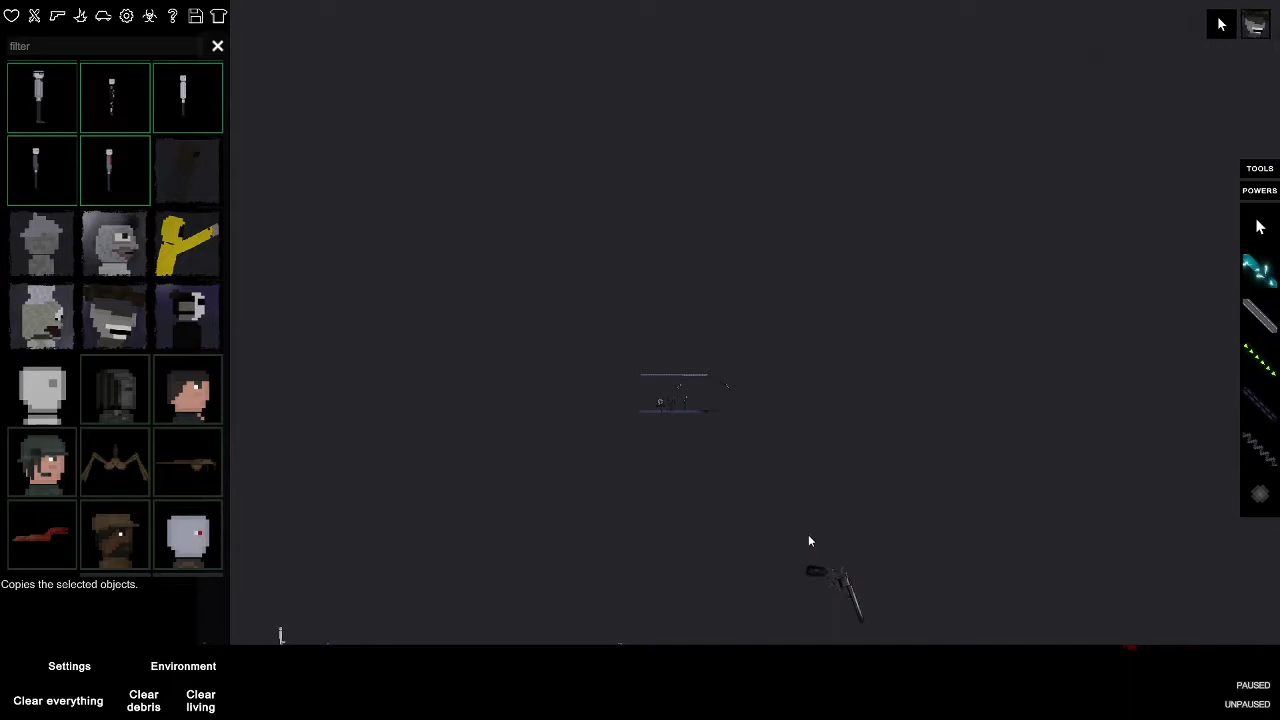 filter
TOOLS
POWERS
Copies the selected objects.
Settings
Environment
Clear everything
Clear
debris
Clear
living
PAUSED
UNPAUSED